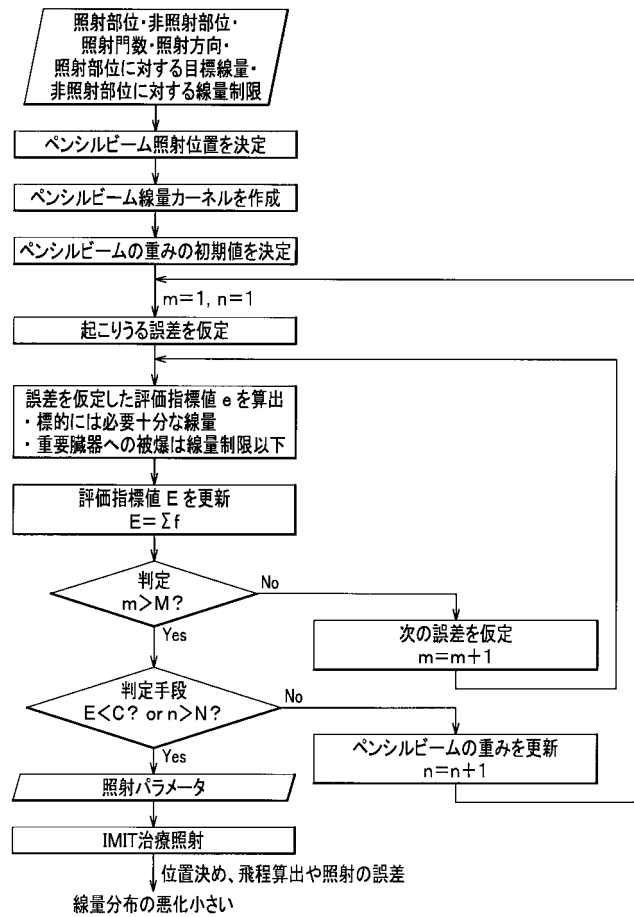 照射部位・非照射部位・
照射門数・照射方向・
照射部位に対する目標線量・
非照射部位に対する線量制限
ペンシルビーム照射位置を決定
ペンシルビーム線量カーネルを作成
ペンシルビームの重みの初期値を決定
m=1, n=1
起こりうる誤差を仮定
誤差を仮定した評価指標値 e を算出
・標的には必要十分な線量
・重要臓器への被爆は線量制限以下
評価指標値 E を更新
E=Σf
判定
m>M?
No
Yes
次の誤差を仮定
m=m+1
判定手段
E<C? or n>N?
No
Yes
ペンシルビームの重みを更新
n=n+1
照射パラメータ
IMIT治療照射
位置決め、飛程算出や照射の誤差
線量分布の悪化小さい